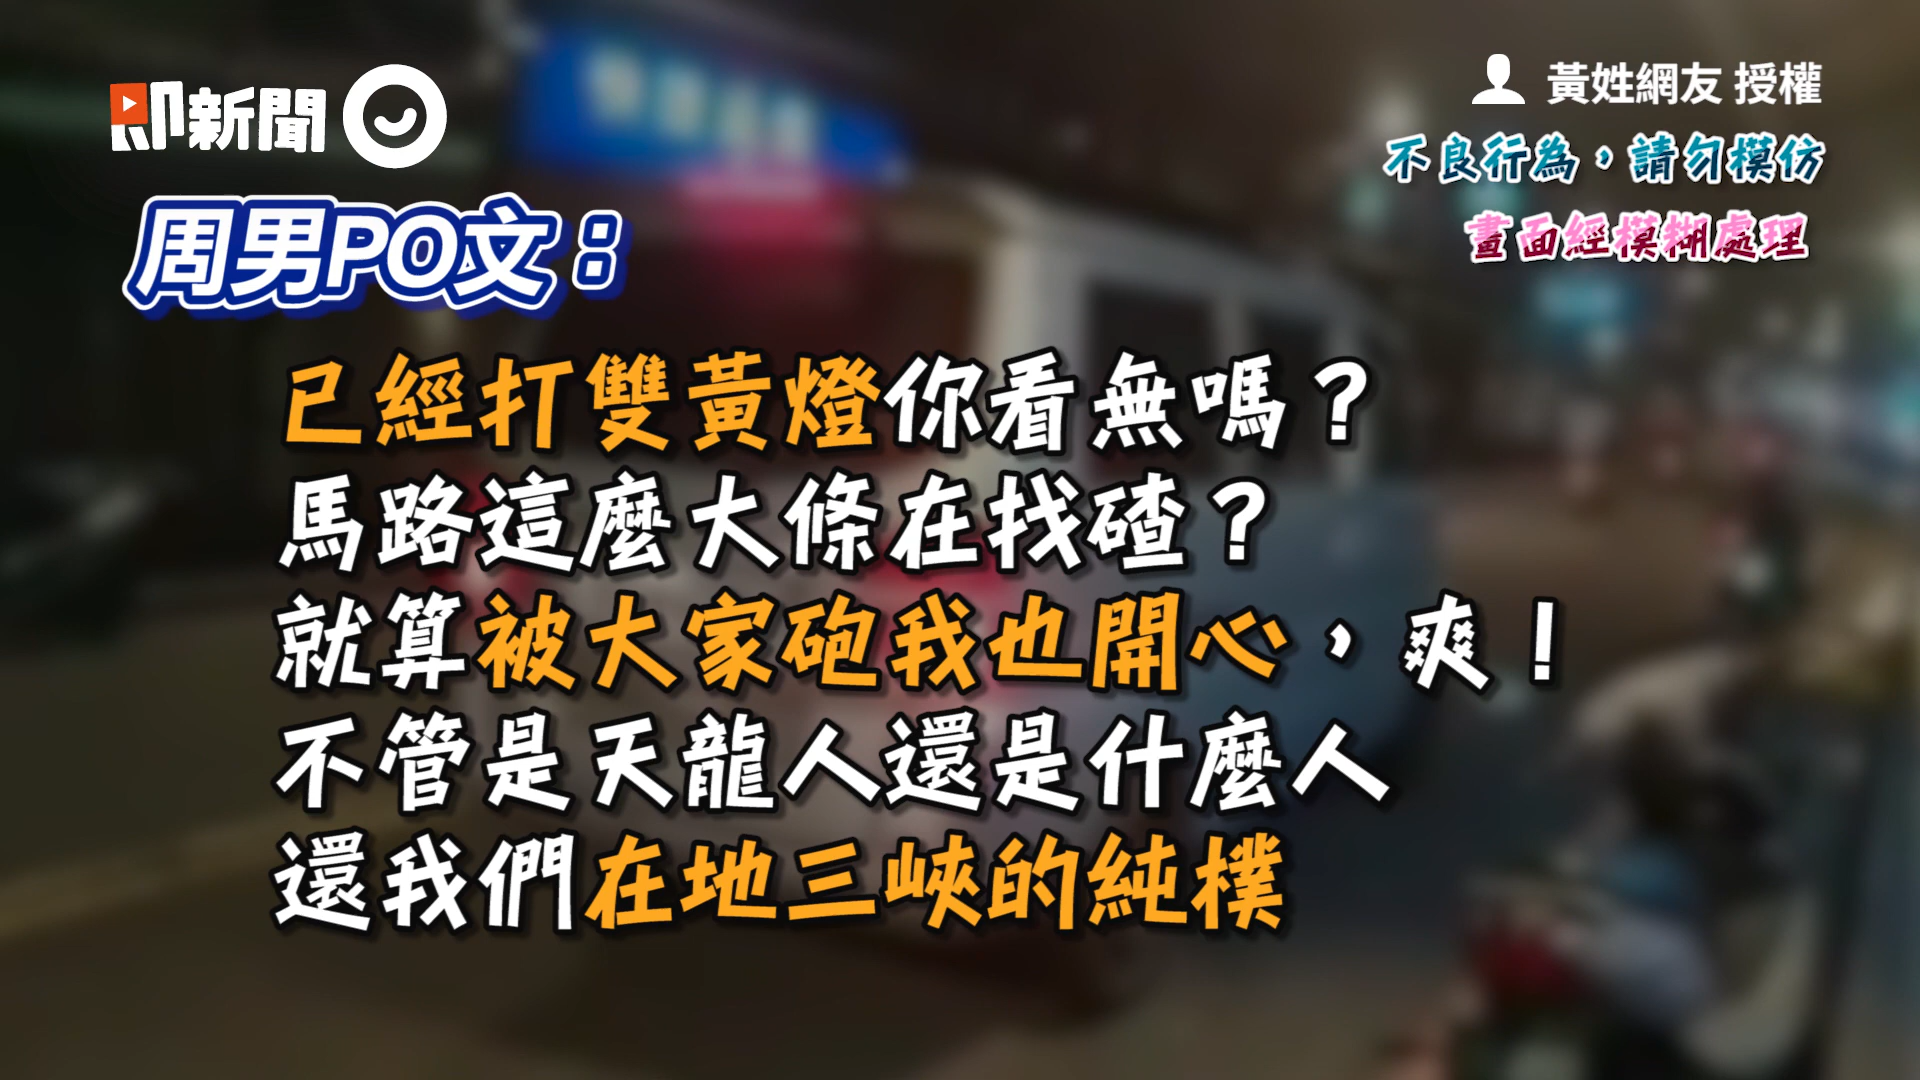 即新聞
黃姓網友 授權
不良行為，請勿模仿
畫面經模糊處理
周男PO文：
已經打雙黃燈你看無嗎？
馬路這麼大條在找碴？
就算被大家砲我也開心，爽！
不管是天龍人還是什麼人
還我們在地三峽的純樸